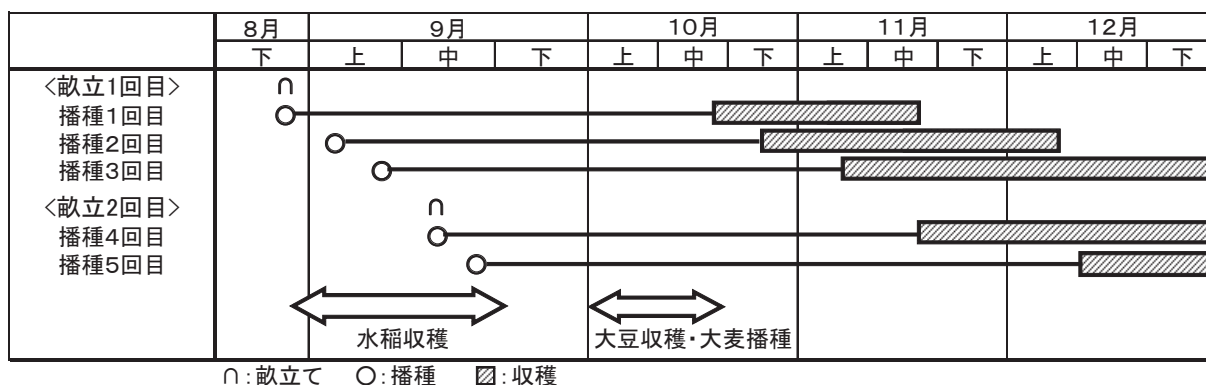 8月 9月 10月 11月 12月
下 上 中 下 上 中 下 上 中 下 上 中 下
<畝立1回目> ∩
播種1回目
播種2回目
播種3回目
<畝立2回目> ∩
播種4回目
播種5回目
水稲収穫 大豆収穫・大麦播種
∩:畝立て ○:播種 ▨:収穫